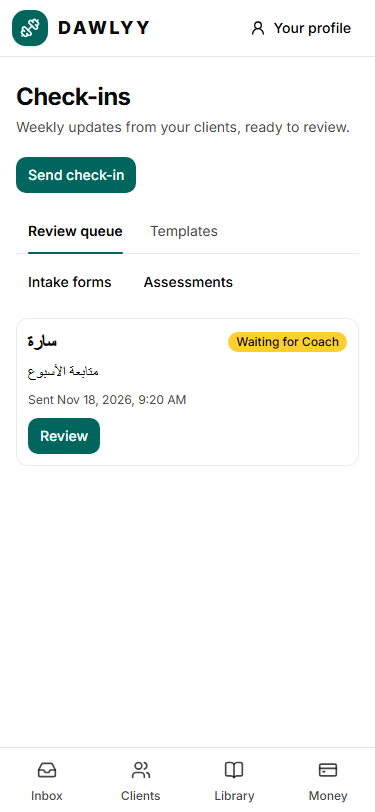 DAWLYY
Your profile
Check-ins
Weekly updates from your clients, ready to review.
Send check-in
Review queue
Templates
Intake forms
Assessments
سارة
Waiting for Coach
متابعة الأسبوع
Sent Nov 18, 2026, 9:20 AM
Review
Inbox
Clients
Library
Money